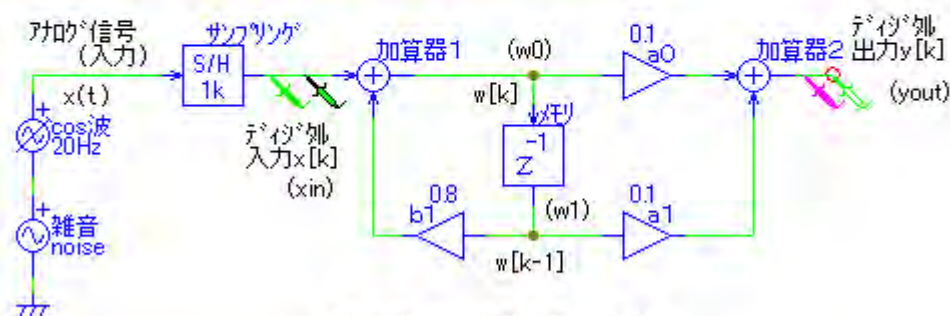 アナログ信号
(入力)
x(t)
cos波
20Hz
雑音
noise
サンプリング
S/H
1k
ディジタル
入力x[k]
(xin)
加算器1
(w0)
w[k]
メモリ
Z⁻¹
(w1)
w[k-1]
0.8
b1
0.1
a0
0.1
a1
加算器2
ディジタル
出力y[k]
(yout)